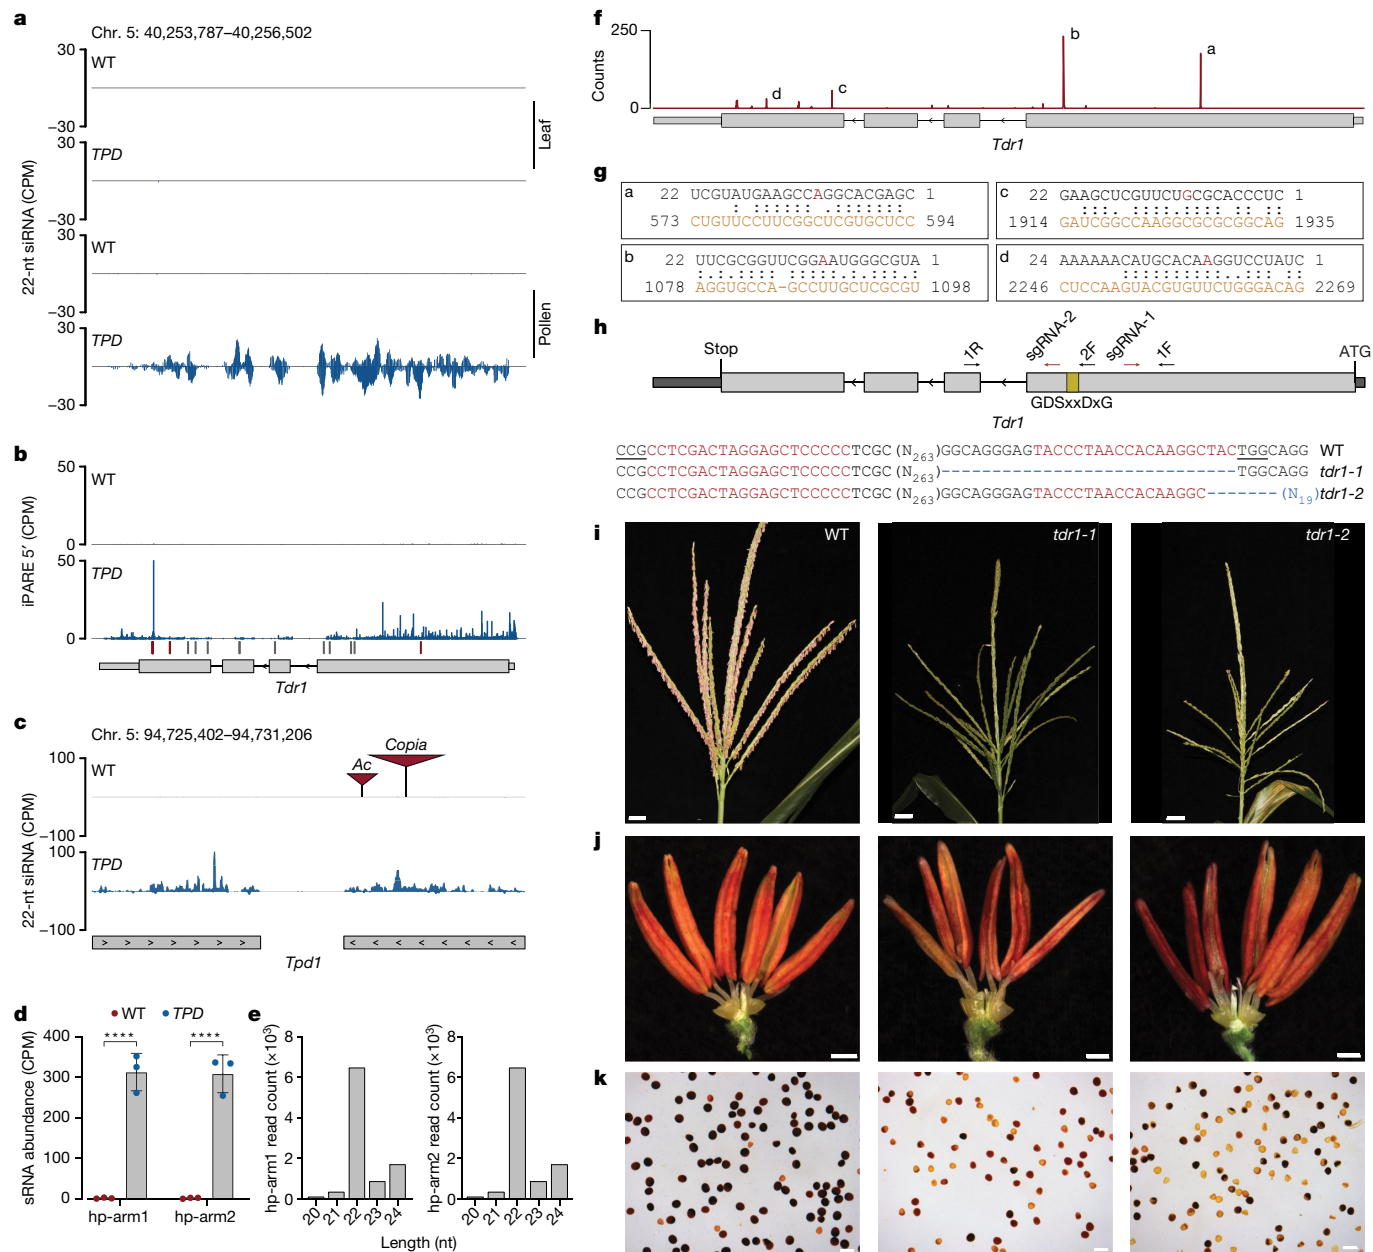 a
Chr. 5: 40,253,787–40,256,502
22-nt siRNA (CPM)
30
WT
–30
30
TPD
–30
Leaf
30
WT
–30
30
TPD
–30
Pollen
b
iPARE 5′ (CPM)
50
WT
0
50
TPD
0
Tdr1
c
Chr. 5: 94,725,402–94,731,206
22-nt siRNA (CPM)
100
WT
–100
Ac
Copia
100
TPD
–100
Tpd1
d
WT TPD
sRNA abundance (CPM)
400
300
200
100
0
**** ****
hp-arm1 hp-arm2
e
hp-arm1 read count (×10³)
8
6
4
2
0
20 21 22 23 24
hp-arm2 read count (×10³)
8
6
4
2
0
20 21 22 23 24
Length (nt)
f
Counts
250
0
d c b a
Tdr1
g
a 22 UCGUAUGAAGCCAGGCACGAGC 1
573 CUGUUCCUUCGGCUCGUGCUCC 594
c 22 GAAGCUCGUUCUGCGCACCCUC 1
1914 GAUCGGCCAAGGCGCGCGGCAG 1935
b 22 UUCGCGGUUCGGAAUGGGCGUA 1
1078 AGGUGCCA-GCCUUGCUCGCGU 1098
d 24 AAAAAACAUGCACAAGGUCCUAUC 1
2246 CUCCAAGUACGUGUUCUGGGACAG 2269
h
Stop 1R sgRNA-2 2F sgRNA-1 1F ATG
GDSxxDxG
Tdr1
CCGCCTCGACTAGGAGCTCCCCCTCGC(N263)GGCAGGGAGTACCCTAACCACAAGGCTACTGGCAGG WT
CCGCCTCGACTAGGAGCTCCCCCTCGC(N263)-----------------------------TGGCAGG tdr1-1
CCGCCTCGACTAGGAGCTCCCCCTCGC(N263)GGCAGGGAGTACCCTAACCACAAGGC-------(N19) tdr1-2
i
WT
tdr1-1
tdr1-2
j
k